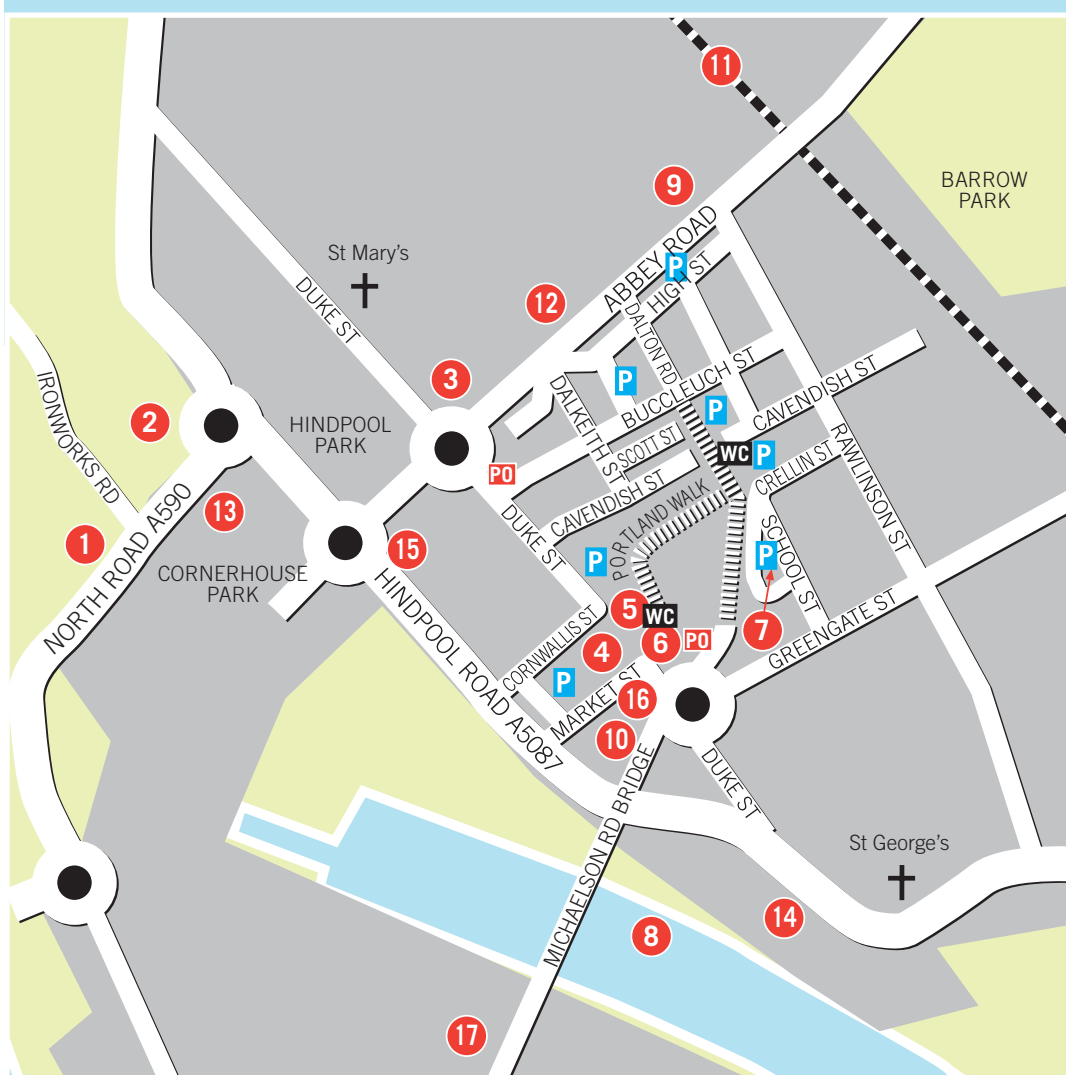 11
9
BARROW
PARK
St Mary's
ABBEY ROAD
P
HIGH ST
12
DUKE ST
DALTON RD
3
P
BUCCLEUCH ST
CAVENDISH ST
IRONWORKS RD
2
HINDPOOL
PARK
DALKEITH ST
P
SCOTT ST
WC
P
RAWLINSON ST
PO
CAVENDISH ST
CRELLIN ST
NORTH ROAD A590
13
1
DUKE ST
PORTLAND WALK
15
CORNERHOUSE
PARK
P
P
SCHOOL ST
HINDPOOL ROAD A5087
5
WC
7
GREENGATE ST
CORNWALLIS ST
4
6
PO
P
MARKET ST
16
10
DUKE ST
MICHAELSON RD BRIDGE
St George's
14
8
17